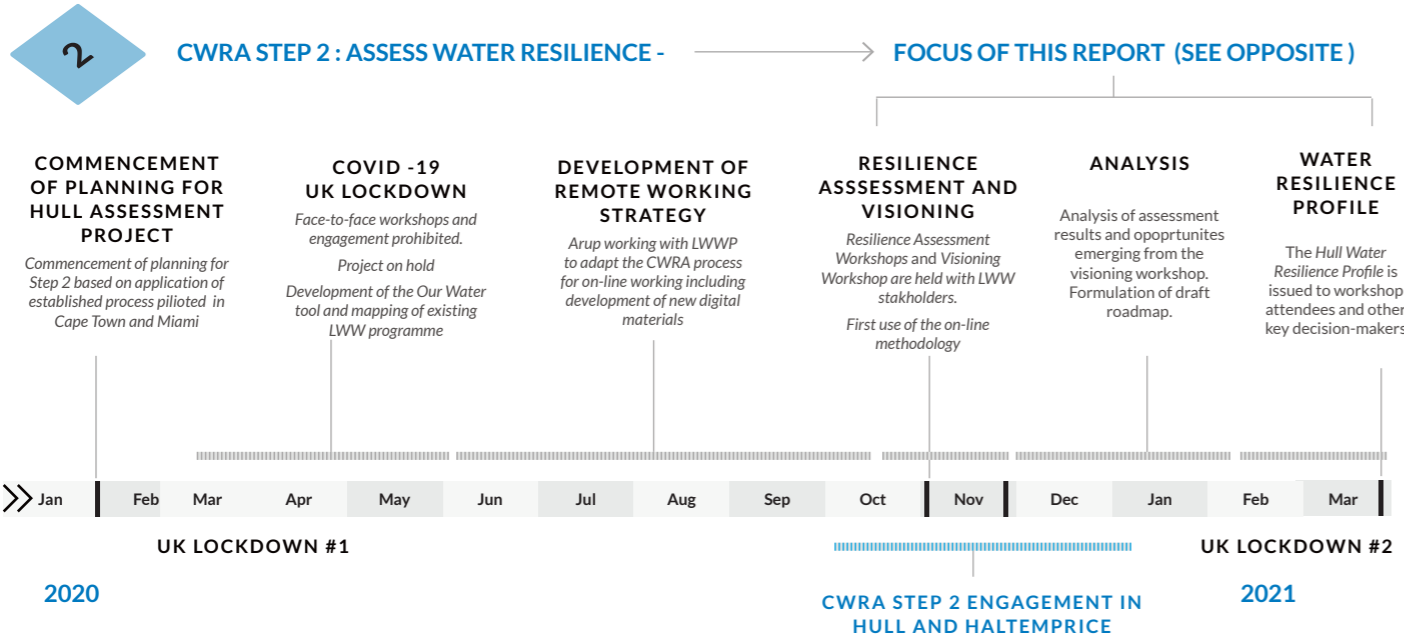 2
CWRA STEP 2 : ASSESS WATER RESILIENCE -
FOCUS OF THIS REPORT (SEE OPPOSITE )
COMMENCEMENT
OF PLANNING FOR
HULL ASSESSMENT
PROJECT
Commencement of planning for
Step 2 based on application of
established process pilioted in
Cape Town and Miami
COVID -19
UK LOCKDOWN
Face-to-face workshops and
engagement prohibited.
Project on hold
Development of the Our Water
tool and mapping of existing
LWW programme
DEVELOPMENT OF
REMOTE WORKING
STRATEGY
Arup working with LWWP
to adapt the CWRA process
for on-line working including
development of new digital
materials
RESILIENCE
ASSSESSMENT AND
VISIONING
Resilience Assessment
Workshops and Visioning
Workshop are held with LWW
stakholders.
First use of the on-line
methodology
ANALYSIS
Analysis of assessment
results and opoprtunites
emerging from the
visioning workshop.
Formulation of draft
roadmap.
WATER
RESILIENCE
PROFILE
The Hull Water
Resilience Profile is
issued to workshop
attendees and other
key decision-makers
Jan Feb Mar Apr May Jun Jul Aug Sep Oct Nov Dec Jan Feb Mar
UK LOCKDOWN #1
UK LOCKDOWN #2
2020
CWRA STEP 2 ENGAGEMENT IN
HULL AND HALTEMPRICE
2021